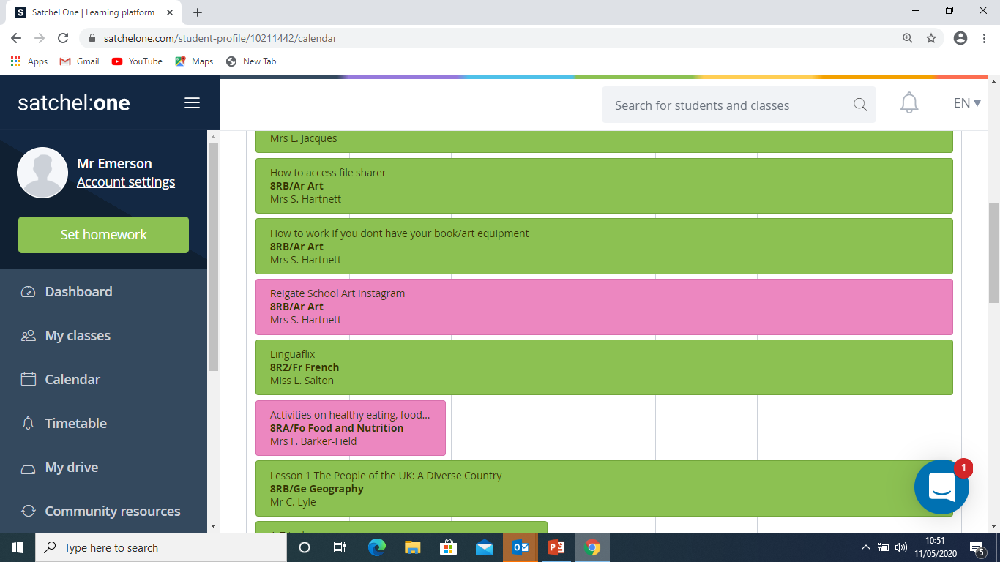 Satchel One | Learning platform
satchelone.com/student-profile/10211442/calendar
Apps
Gmail
YouTube
Maps
New Tab
satchel:one
Search for students and classes
EN
Mr Emerson
Account settings
Set homework
Dashboard
My classes
Calendar
Timetable
My drive
Community resources
Mrs L. Jacques
How to access file sharer
8RB/Ar Art
Mrs S. Hartnett
How to work if you dont have your book/art equipment
8RB/Ar Art
Mrs S. Hartnett
Reigate School Art Instagram
8RB/Ar Art
Mrs S. Hartnett
Linguaflix
8R2/Fr French
Miss L. Salton
Activities on healthy eating, food...
8RA/Fo Food and Nutrition
Mrs F. Barker-Field
Lesson 1 The People of the UK: A Diverse Country
8RB/Ge Geography
Mr C. Lyle
1
Type here to search
10:51
11/05/2020
5